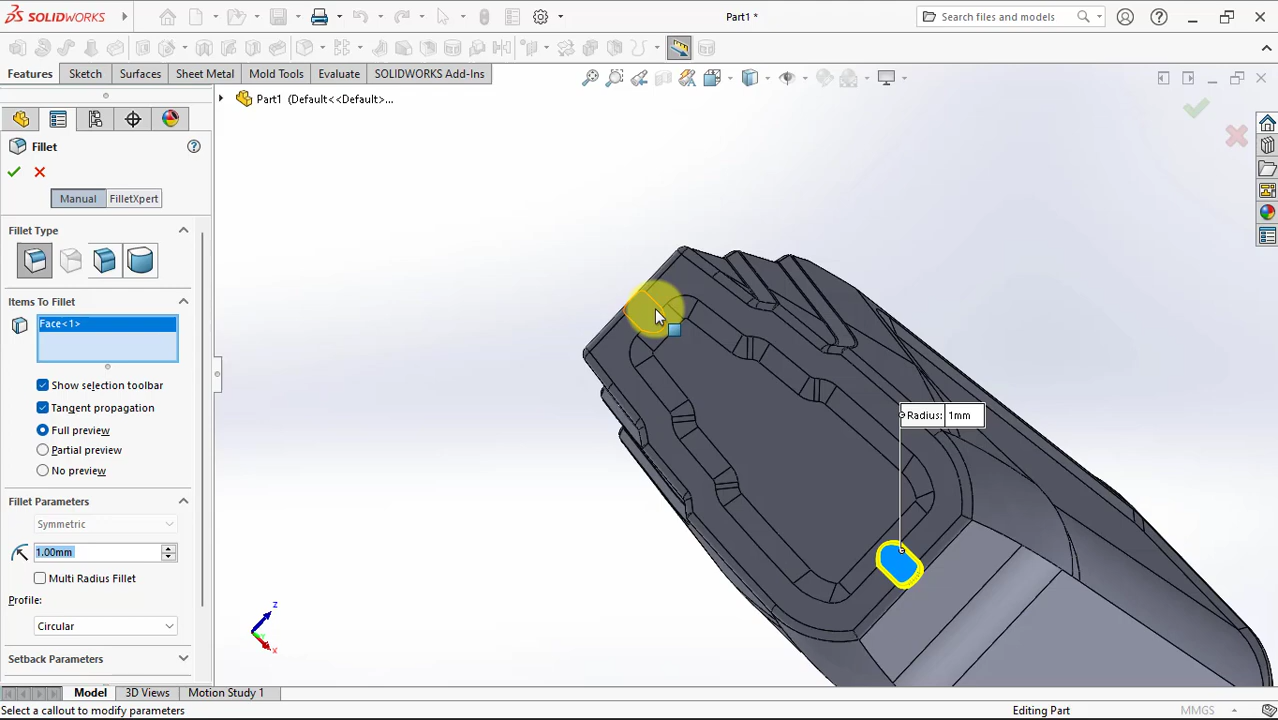 SOLIDWORKS
Part1 *
Search files and models
Features
Sketch
Surfaces
Sheet Metal
Mold Tools
Evaluate
SOLIDWORKS Add-Ins
Part1 (Default<<Default>...
Fillet
Manual
FilletXpert
Fillet Type
Items To Fillet
Face<1>
Show selection toolbar
Tangent propagation
Full preview
Partial preview
No preview
Fillet Parameters
Symmetric
1.00mm
Multi Radius Fillet
Profile:
Circular
Setback Parameters
Radius: 1mm
z
x
Model
3D Views
Motion Study 1
Select a callout to modify parameters
Editing Part
MMGS